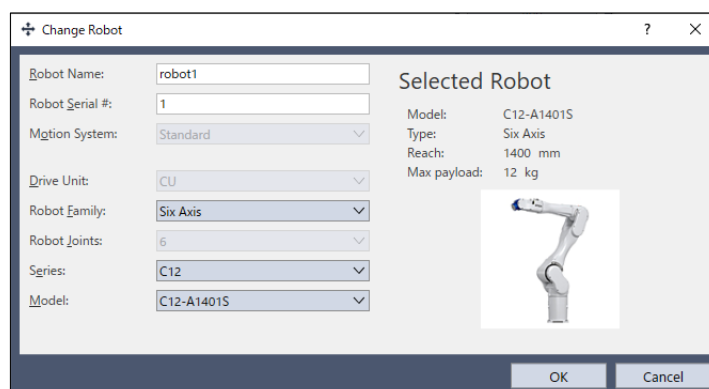 Change Robot
?
Robot Name: robot1
Robot Serial #: 1
Motion System: Standard
Drive Unit: CU
Robot Family: Six Axis
Robot Joints: 6
Series: C12
Model: C12-A1401S
Selected Robot
Model: C12-A1401S
Type: Six Axis
Reach: 1400 mm
Max payload: 12 kg
OK
Cancel